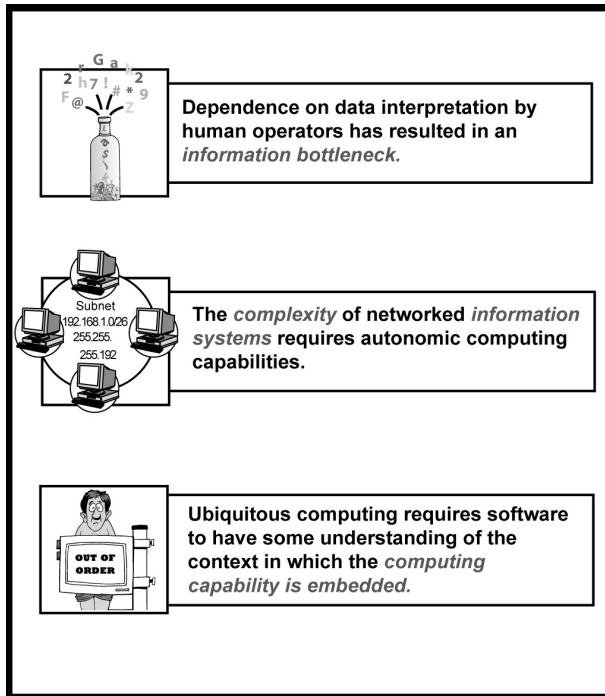 r G a k
2 h 7 ! 2
F @ # * 9
Z
Dependence on data interpretation by
human operators has resulted in an
information bottleneck.
Subnet
192.168.1.0/26
255.255.
255.192
The complexity of networked information
systems requires autonomic computing
capabilities.
OUT OF
ORDER
Ubiquitous computing requires software
to have some understanding of the
context in which the computing
capability is embedded.